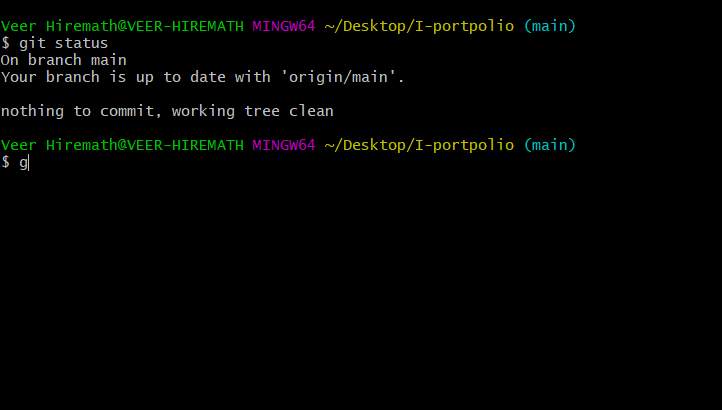 Veer Hiremath@VEER-HIREMATH MINGW64 ~/Desktop/I-portpolio (main)
$ git status
On branch main
Your branch is up to date with 'origin/main'.
nothing to commit, working tree clean
Veer Hiremath@VEER-HIREMATH MINGW64 ~/Desktop/I-portpolio (main)
$ g